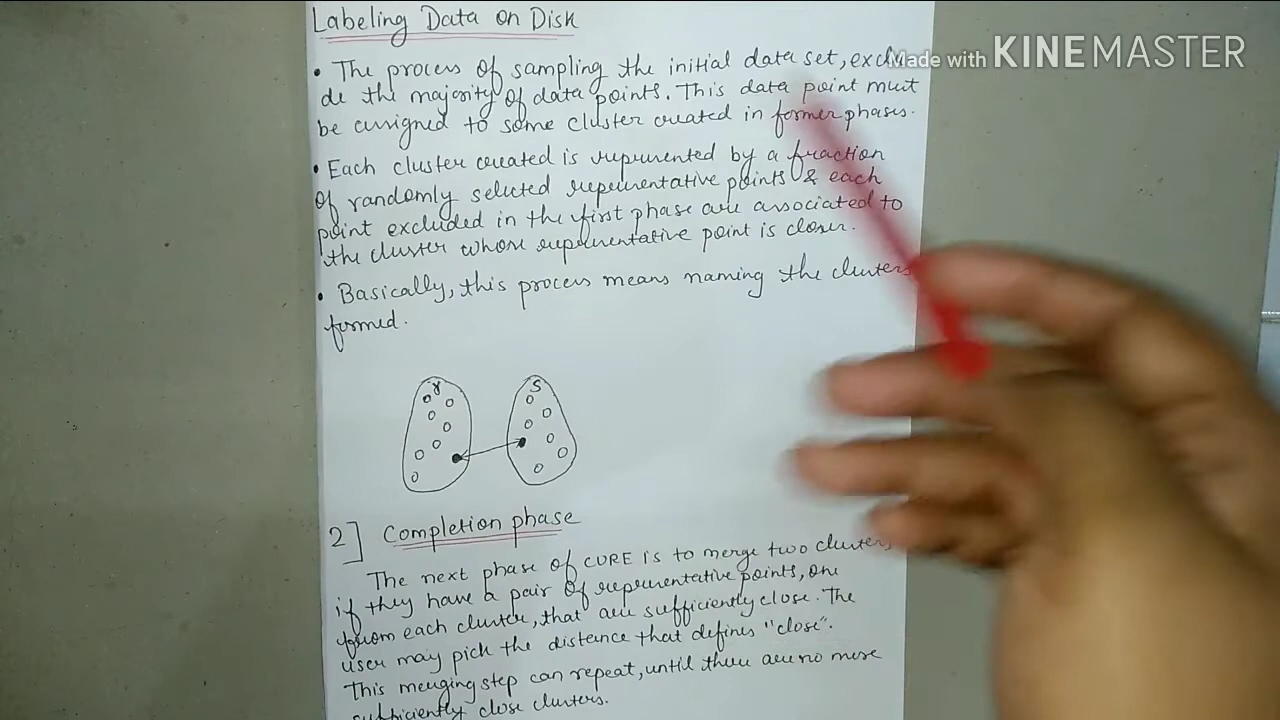 Labeling Data on Disk
Made with KINEMASTER
• The process of sampling the initial data set, exclu
de the majority of data points. This data point must
be assigned to some cluster created in former phases.
• Each cluster created is represented by a fraction
of randomly selected representative points & each
point excluded in the first phase are associated to
the cluster whose representative point is closer.
• Basically, this process means naming the clusters
formed.
r S
2] Completion phase
The next phase of CURE is to merge two clusters,
if they have a pair of representative points, one
from each cluster, that are sufficiently close. The
user may pick the distance that defines "close".
This merging step can repeat, until there are no more
sufficiently close clusters.